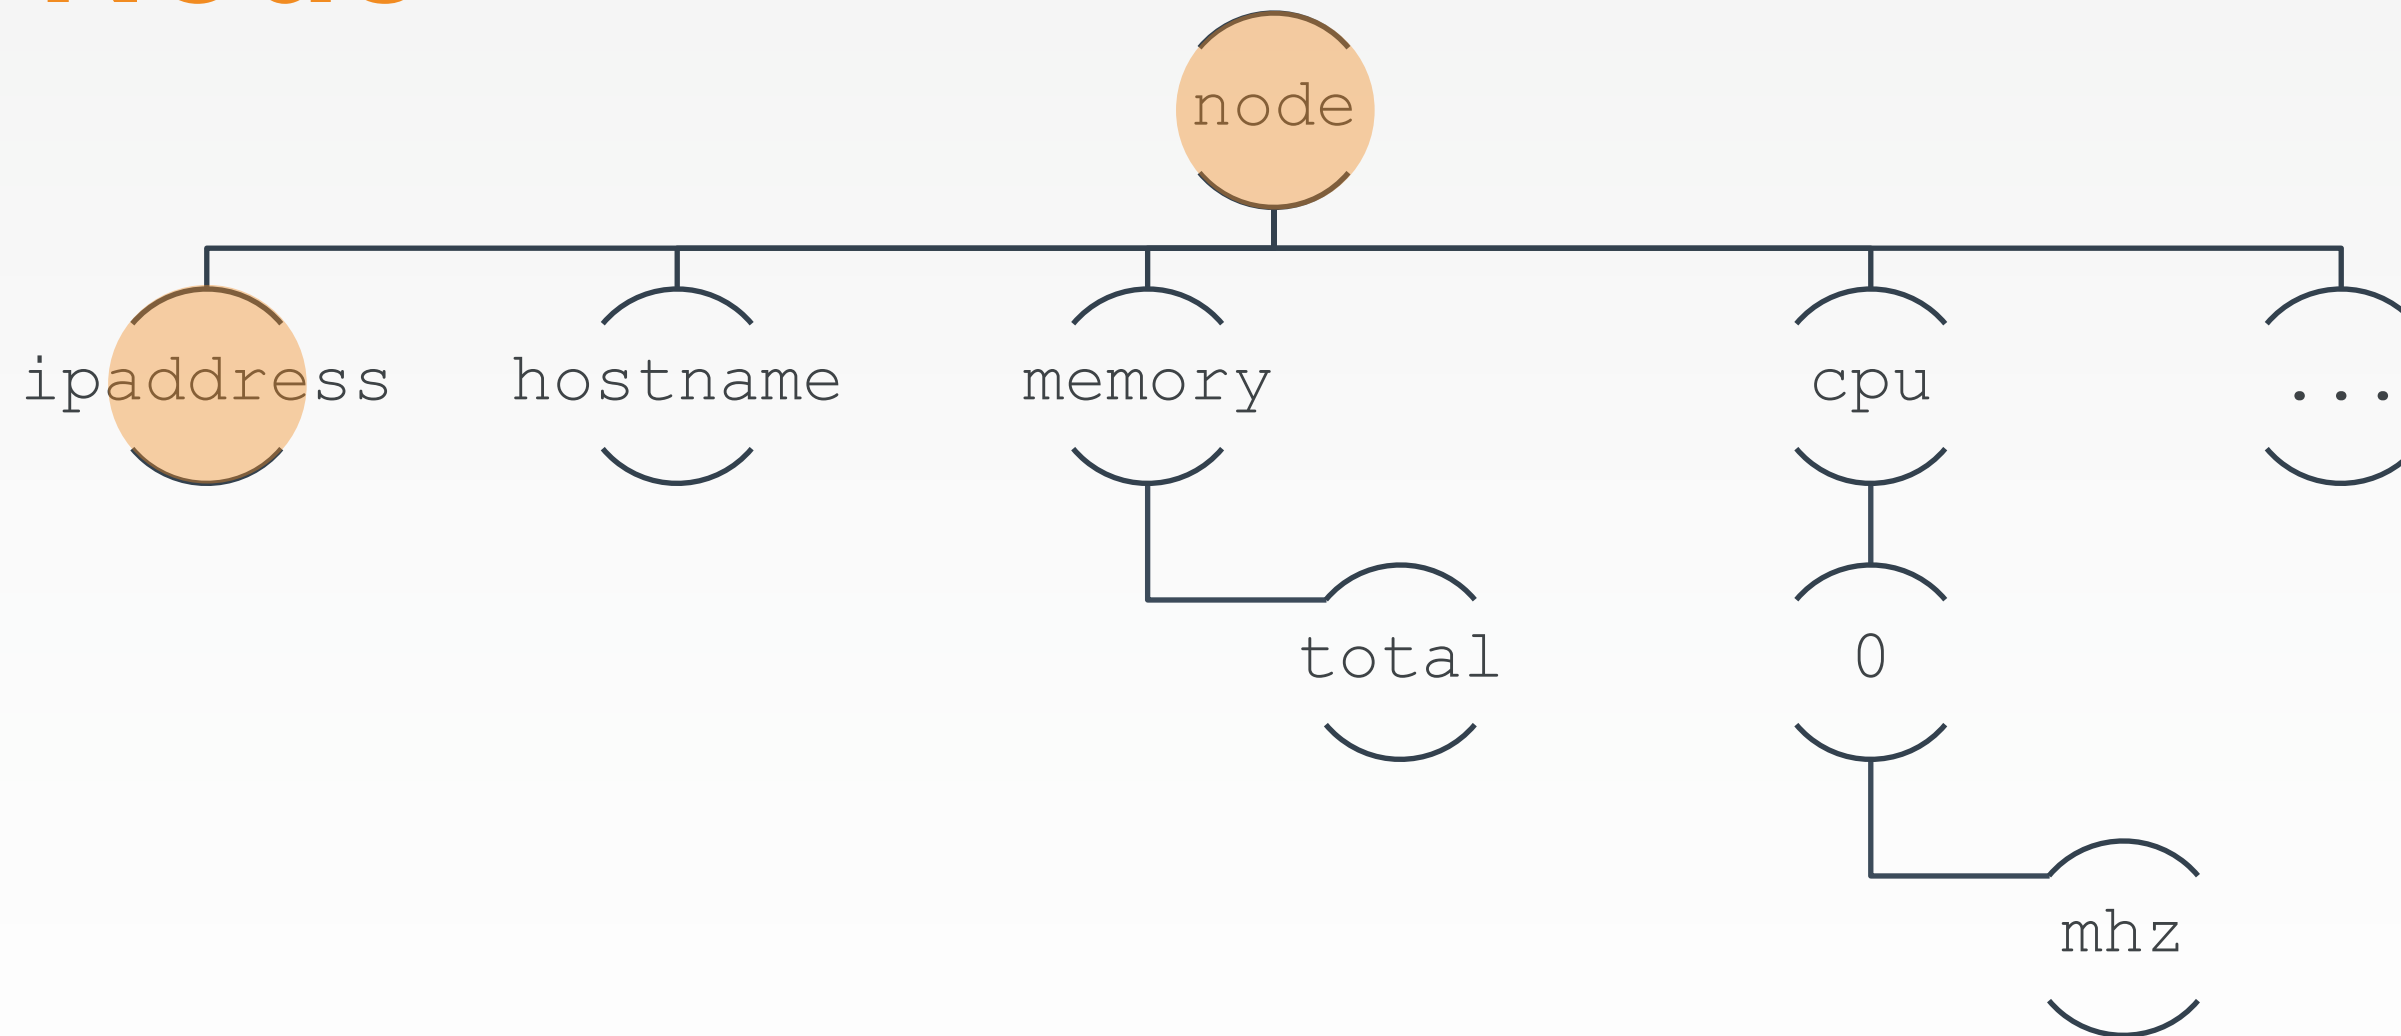 node
ipaddress
hostname
memory
cpu
...
total
0
mhz